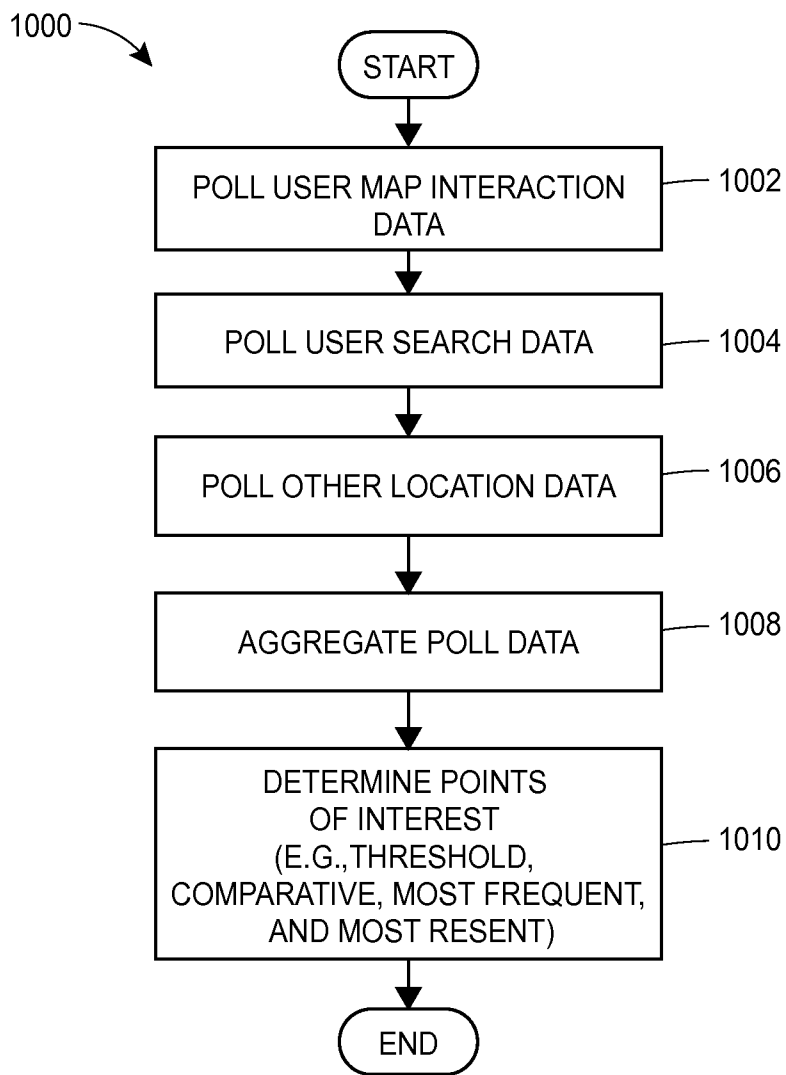 1000
START
POLL USER MAP INTERACTION
DATA
1002
POLL USER SEARCH DATA
1004
POLL OTHER LOCATION DATA
1006
AGGREGATE POLL DATA
1008
DETERMINE POINTS
OF INTEREST
(E.G.,THRESHOLD,
COMPARATIVE, MOST FREQUENT,
AND MOST RESENT)
1010
END